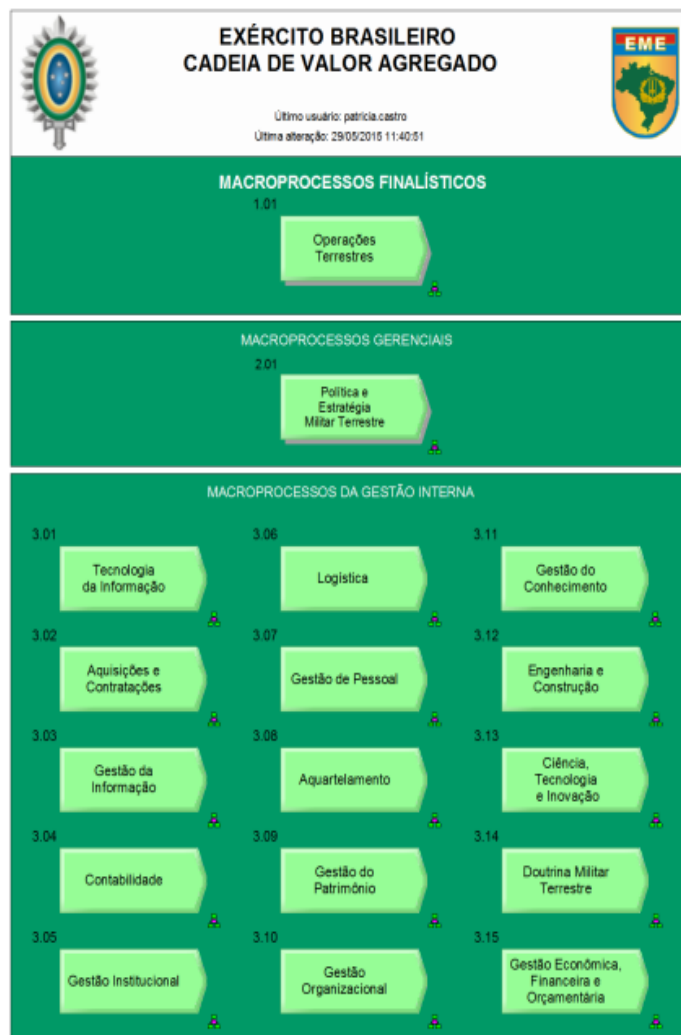 EXÉRCITO BRASILEIRO
CADEIA DE VALOR AGREGADO
EME
Último usuário: patricia.castro
Última alteração: 29/05/2015 11:40:51
MACROPROCESSOS FINALÍSTICOS
1.01
Operações
Terrestres
MACROPROCESSOS GERENCIAIS
2.01
Política e
Estratégia
Militar Terrestre
MACROPROCESSOS DA GESTÃO INTERNA
3.01
Tecnologia
da Informação
3.06
Logística
3.11
Gestão do
Conhecimento
3.02
Aquisições e
Contratações
3.07
Gestão de Pessoal
3.12
Engenharia e
Construção
3.03
Gestão da
Informação
3.08
Aquartelamento
3.13
Ciência,
Tecnologia
e Inovação
3.04
Contabilidade
3.09
Gestão do
Patrimônio
3.14
Doutrina Militar
Terrestre
3.05
Gestão Institucional
3.10
Gestão
Organizacional
3.15
Gestão Econômica,
Financeira e
Orçamentária